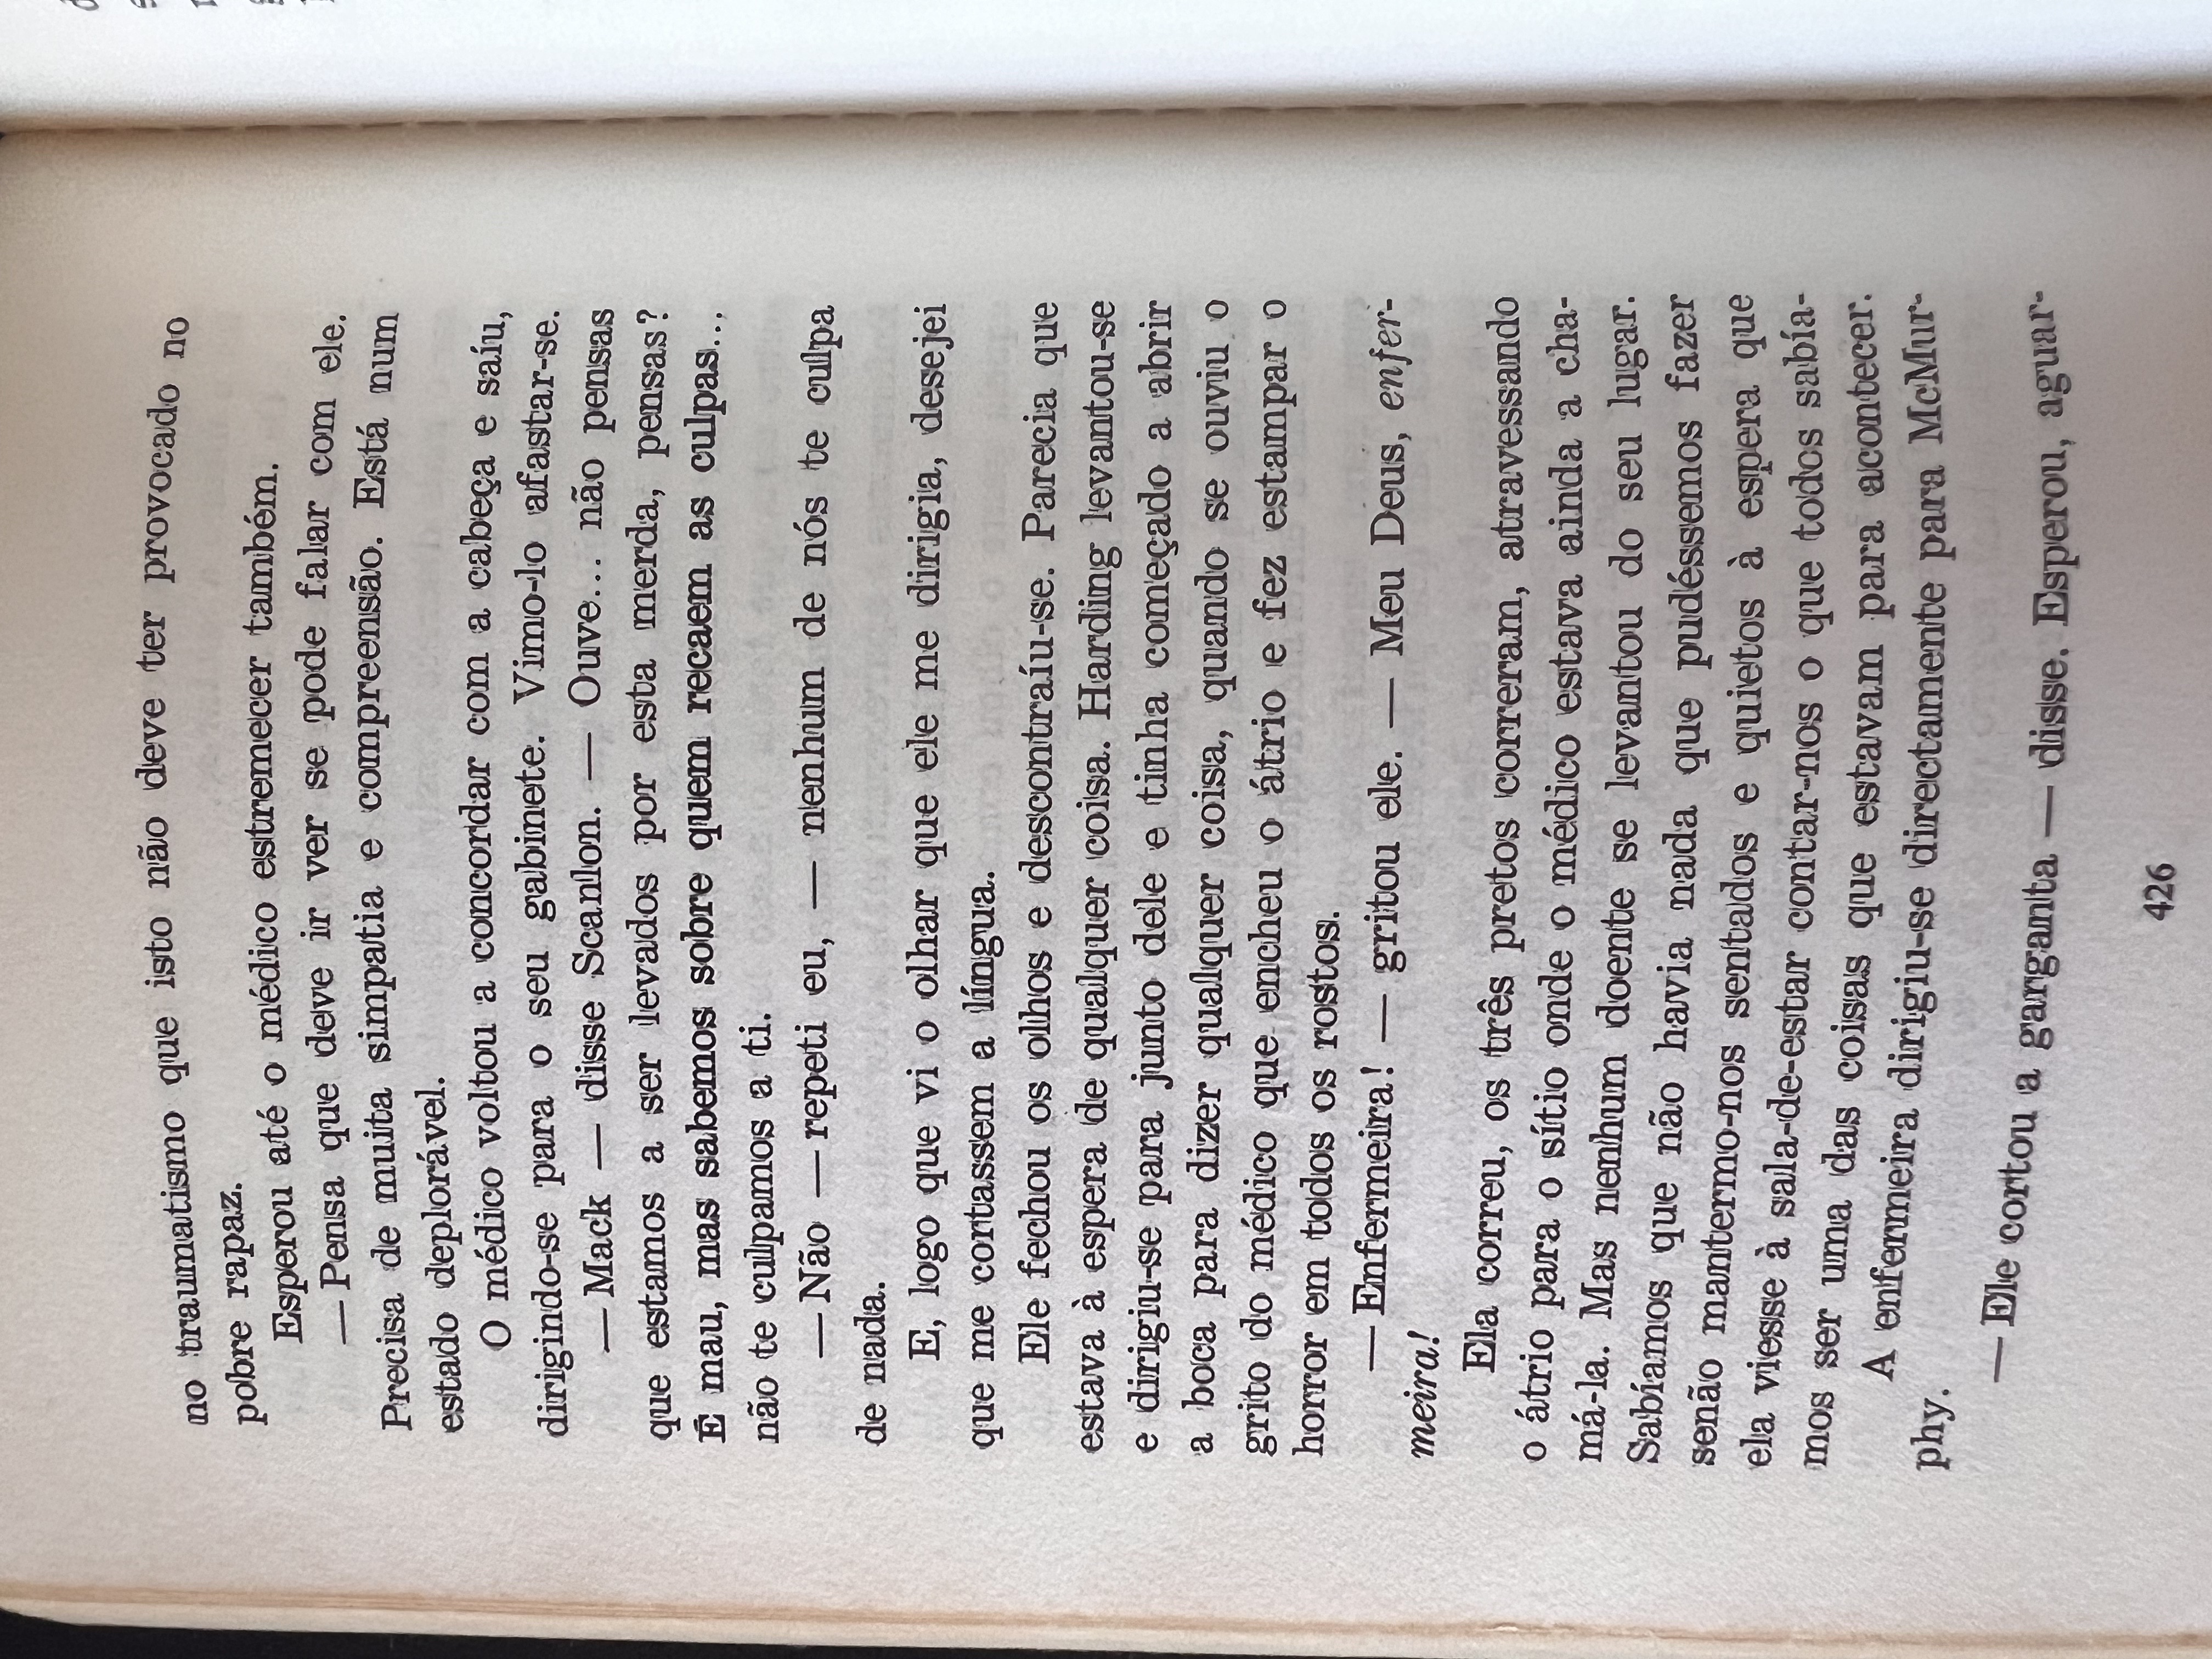 no traumatismo que isto não deve ter provocado no
pobre rapaz.
Esperou até o médico estremecer também.
— Pensa que deve ir ver se pode falar com ele.
Precisa de muita simpatia e compreensão. Está num
estado deplorável.
O médico voltou a concordar com a cabeça e saíu,
dirigindo-se para o seu gabinete. Vimo-lo afastar-se.
— Mack — disse Scanlon. — Ouve... não pensas
que estamos a ser levados por esta merda, pensas?
É mau, mas sabemos sobre quem recaem as culpas...
não te culpamos a ti.
— Não — repeti eu, — nenhum de nós te culpa
de nada.
E, logo que vi o olhar que ele me dirigia, desejei
que me cortassem a língua.
Ele fechou os olhos e descontraíu-se. Parecia que
estava à espera de qualquer coisa. Harding levantou-se
e dirigiu-se para junto dele e tinha começado a abrir
a boca para dizer qualquer coisa, quando se ouviu o
grito do médico que encheu o átrio e fez estampar o
horror em todos os rostos.
— Enfermeira! — gritou ele. — Meu Deus, enfer-
meira!
Ela correu, os três pretos correram, atravessando
o átrio para o sítio onde o médico estava ainda a cha-
má-la. Mas nenhum doente se levantou do seu lugar.
Sabíamos que não havia nada que pudéssemos fazer
senão mantermo-nos sentados e quietos à espera que
ela viesse à sala-de-estar contar-nos o que todos sabía-
mos ser uma das coisas que estavam para acontecer.
A enfermeira dirigiu-se directamente para McMur-
phy.
— Ele cortou a garganta — disse. Esperou, aguar-
426